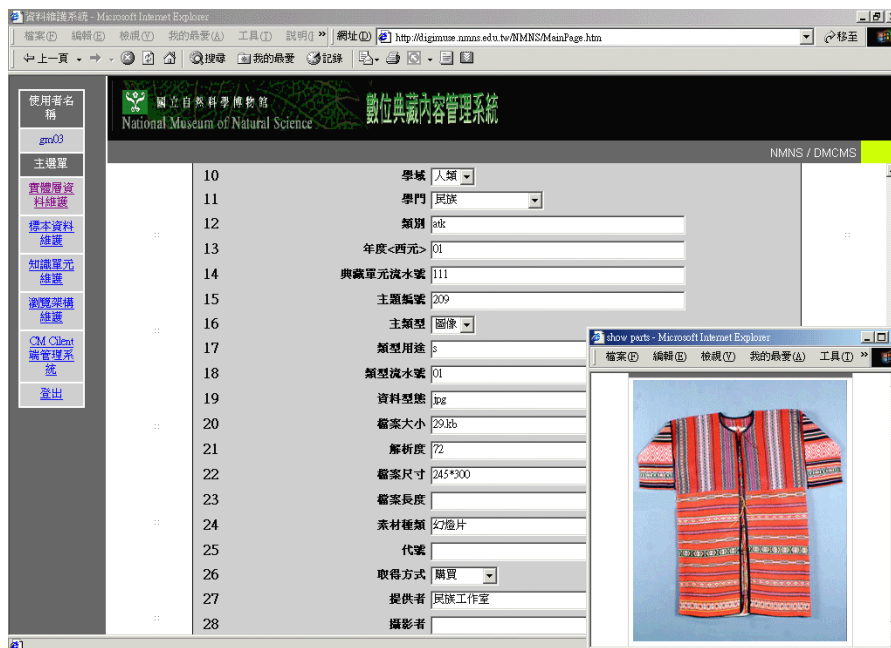 資料維護系統 - Microsoft Internet Explorer
檔案(F) 編輯(E) 檢視(V) 我的最愛(A) 工具(T) 說明( » 網址(D) http://digimuse.nmns.edu.tw/NMNS/MainPage.htm 移至
上一頁 搜尋 我的最愛 記錄
國立自然科學博物館
National Museum of Natural Science
數位典藏內容管理系統
NMNS / DMCMS
使用者名稱
gm03
主選單
實體層資料維護
標本資料維護
知識單元維護
瀏覽架構維護
CM Cilent端管理系統
登出
10 學域 人類
11 學門 民族
12 類別 atk
13 年度<西元> 01
14 典藏單元流水號 111
15 主題編號 209
16 主類型 圖像
17 類型用途 s
18 類型流水號 01
19 資料型態 jpg
20 檔案大小 29kb
21 解析度 72
22 檔案尺寸 245*300
23 檔案長度
24 素材種類 幻燈片
25 代號
26 取得方式 購買
27 提供者 民族工作室
28 攝影者
show parts - Microsoft Internet Explorer
檔案(F) 編輯(E) 檢視(V) 我的最愛(A) 工具(T) »